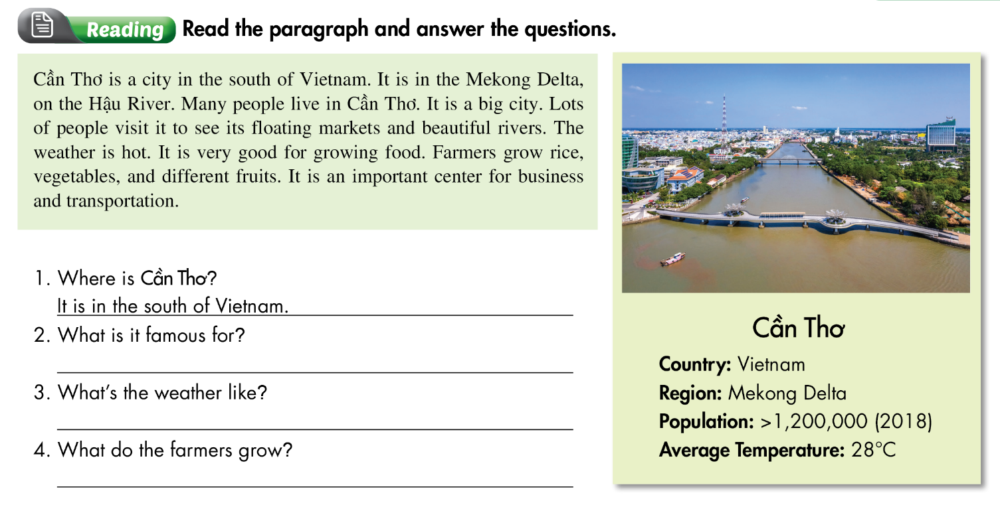 Reading Read the paragraph and answer the questions.
Cần Thơ is a city in the south of Vietnam. It is in the Mekong Delta,
on the Hậu River. Many people live in Cần Thơ. It is a big city. Lots
of people visit it to see its floating markets and beautiful rivers. The
weather is hot. It is very good for growing food. Farmers grow rice,
vegetables, and different fruits. It is an important center for business
and transportation.
1. Where is Cần Thơ?
It is in the south of Vietnam.
2. What is it famous for?
3. What's the weather like?
4. What do the farmers grow?
Cần Thơ
Country: Vietnam
Region: Mekong Delta
Population: >1,200,000 (2018)
Average Temperature: 28°C